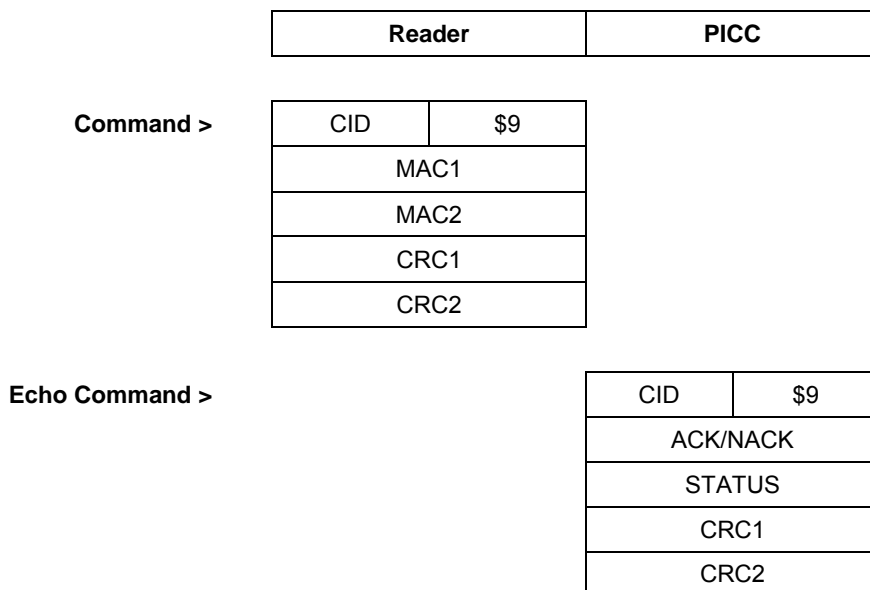 Reader PICC
Command > CID $9
MAC1
MAC2
CRC1
CRC2
Echo Command > CID $9
ACK/NACK
STATUS
CRC1
CRC2